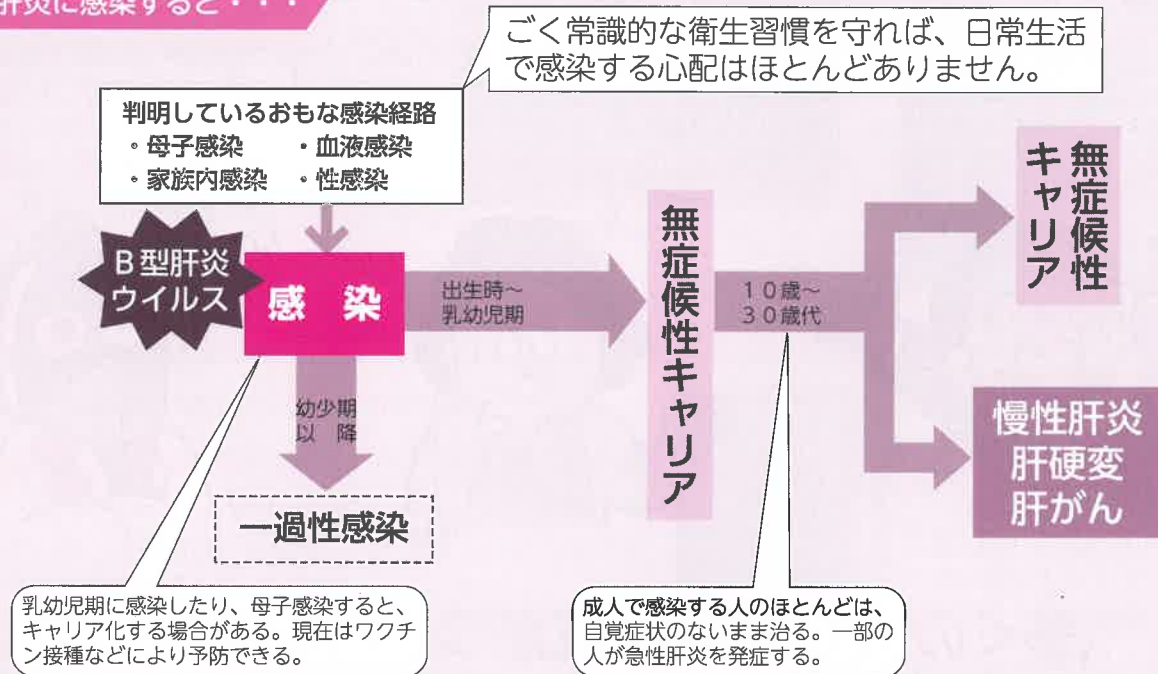 肝炎に感染すると・・・
ごく常識的な衛生習慣を守れば、日常生活
で感染する心配はほとんどありません。
判明しているおもな感染経路
・母子感染　・血液感染
・家族内感染　・性感染
B型肝炎
ウイルス
感　染
出生時～
乳幼児期
無症候性キャリア
１０歳～
３０歳代
無症候性
キャリア
慢性肝炎
肝硬変
肝がん
幼少期
以　降
一過性感染
乳幼児期に感染したり、母子感染すると、
キャリア化する場合がある。現在はワクチ
ン接種などにより予防できる。
成人で感染する人のほとんどは、
自覚症状のないまま治る。一部の
人が急性肝炎を発症する。